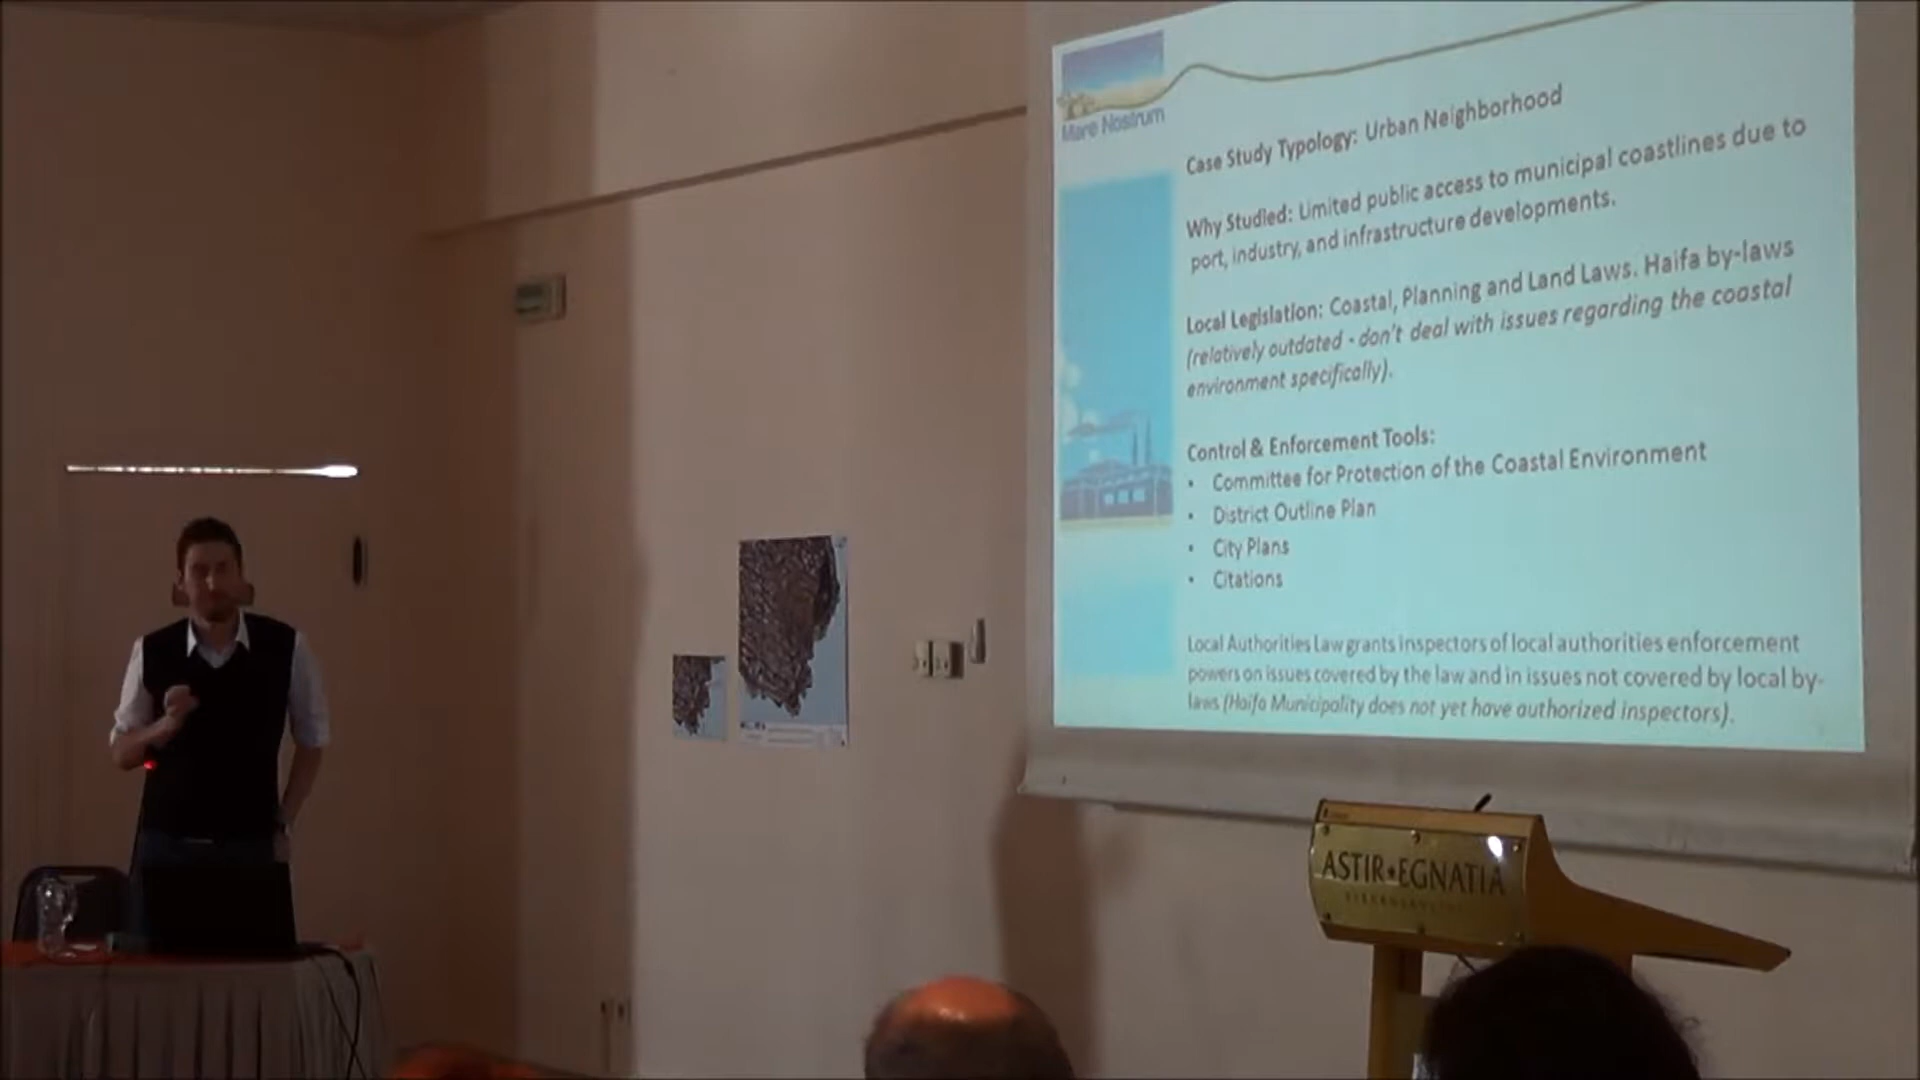 Mare Nostrum
Case Study Typology: Urban Neighborhood
Why Studied: Limited public access to municipal coastlines due to
port, industry, and infrastructure developments.
Local Legislation: Coastal, Planning and Land Laws. Haifa by-laws
(relatively outdated - don't deal with issues regarding the coastal
environment specifically).
Control & Enforcement Tools:
• Committee for Protection of the Coastal Environment
• District Outline Plan
• City Plans
• Citations
Local Authorities Law grants inspectors of local authorities enforcement
powers on issues covered by the law and in issues not covered by local by-
laws (Haifa Municipality does not yet have authorized inspectors).
ASTIR EGNATIA